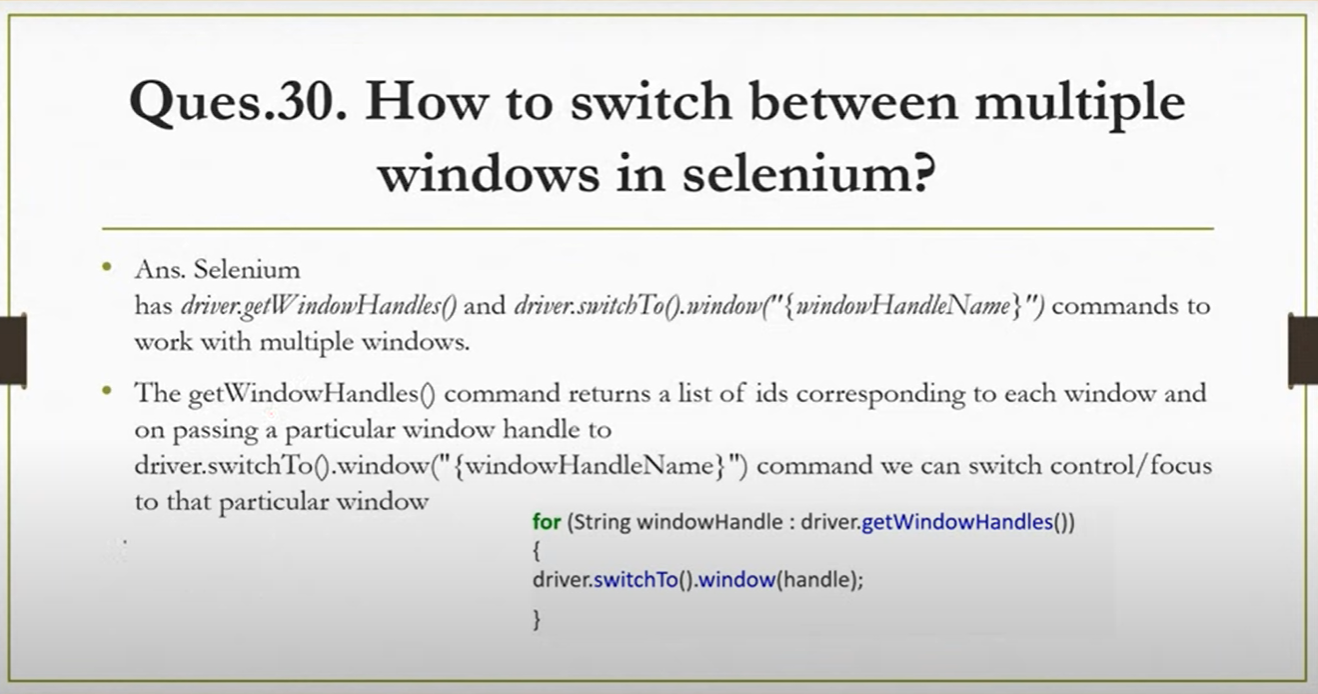 Ques.30. How to switch between multiple
windows in selenium?
• Ans. Selenium
has driver.getWindowHandles() and driver.switchTo().window("{windowHandleName}") commands to
work with multiple windows.
• The getWindowHandles() command returns a list of ids corresponding to each window and
on passing a particular window handle to
driver.switchTo().window("{windowHandleName}") command we can switch control/focus
to that particular window
for (String windowHandle : driver.getWindowHandles())
{
driver.switchTo().window(handle);
}